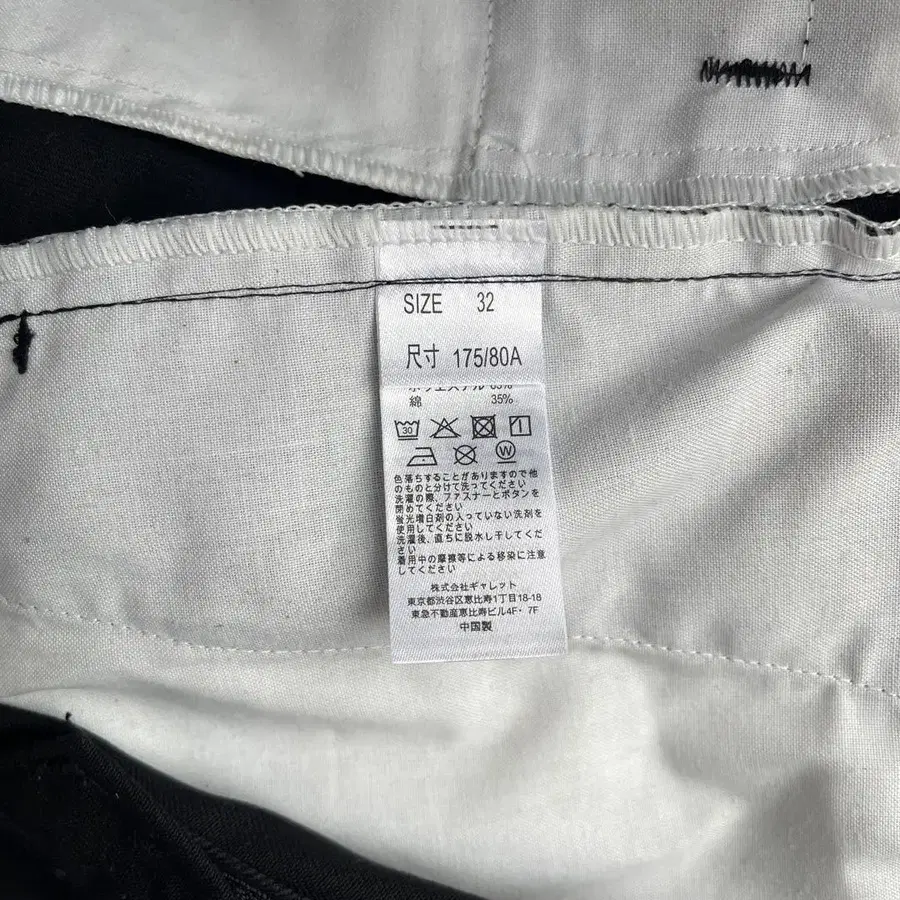 SIZE 32
尺寸 175/80A
ポリエステル 65%
綿 35%
30
W
色落ちすることがありますので他
のものと分けて洗ってください
洗濯の際、ファスナーとボタンを
閉めてください
蛍光増白剤の入っていない洗剤を
使用してください
洗濯後、直ちに脱水し干してくだ
さい
着用中の摩擦等による移染に注意
してください
株式会社ギャレット
東京都渋谷区恵比寿1丁目18-18
東急不動産恵比寿ビル4F・7F
中国製